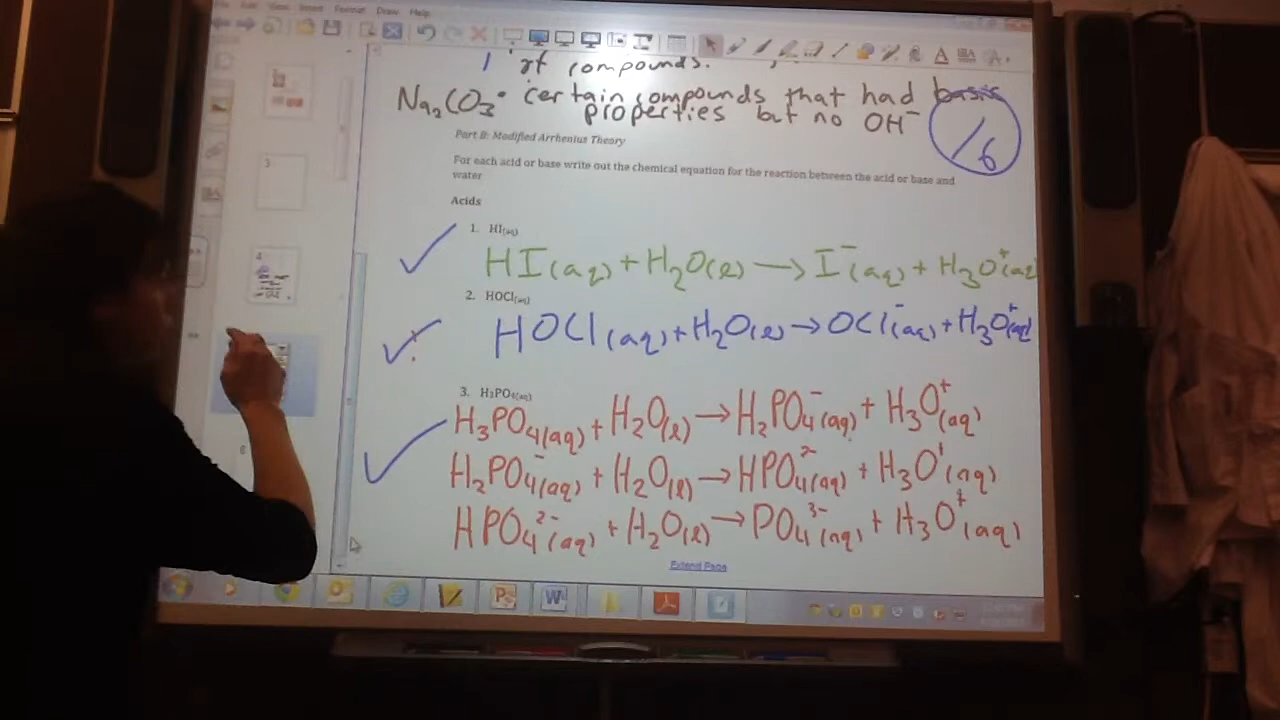 Insert Format Draw Help
of compounds.
Na₂CO₃ • certain compounds that had basic
properties but no OH⁻
/6
Part B: Modified Arrhenius Theory
For each acid or base write out the chemical equation for the reaction between the acid or base and
water
Acids
1. HI(aq)
HI(aq) + H₂O(l) → I⁻(aq) + H₃O⁺(aq
2. HOCl(aq)
HOCl(aq) + H₂O(l) → OCl⁻(aq) + H₃O⁺(aq)
3. H₃PO₄(aq)
H₃PO₄(aq) + H₂O(l) → H₂PO₄⁻(aq) + H₃O⁺(aq)
H₂PO₄⁻(aq) + H₂O(l) → HPO₄²⁻(aq) + H₃O⁺(aq)
HPO₄²⁻(aq) + H₂O(l) → PO₄³⁻(aq) + H₃O⁺(aq)
Extend Page